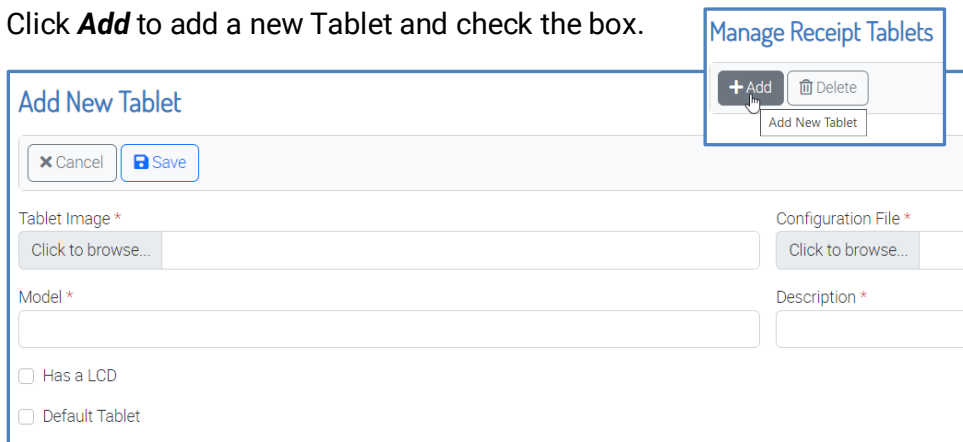 Click Add to add a new Tablet and check the box.
Manage Receipt Tablets
Add Delete
Add New Tablet
Add New Tablet
Cancel Save
Tablet Image * Configuration File *
Click to browse... Click to browse...
Model * Description *
Has a LCD
Default Tablet